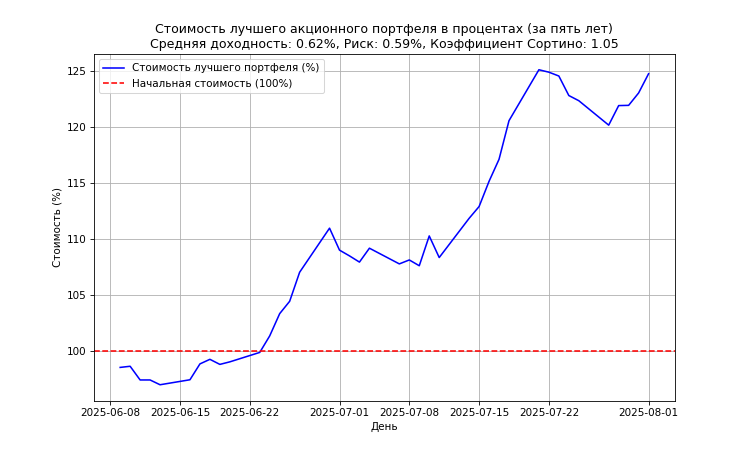 Стоимость лучшего акционного портфеля в процентах (за пять лет)
Средняя доходность: 0.62%, Риск: 0.59%, Коэффициент Сортино: 1.05
Стоимость лучшего портфеля (%)
Начальная стоимость (100%)
Стоимость (%)
125
120
115
110
105
100
2025-06-08 2025-06-15 2025-06-22 2025-07-01 2025-07-08 2025-07-15 2025-07-22 2025-08-01
День